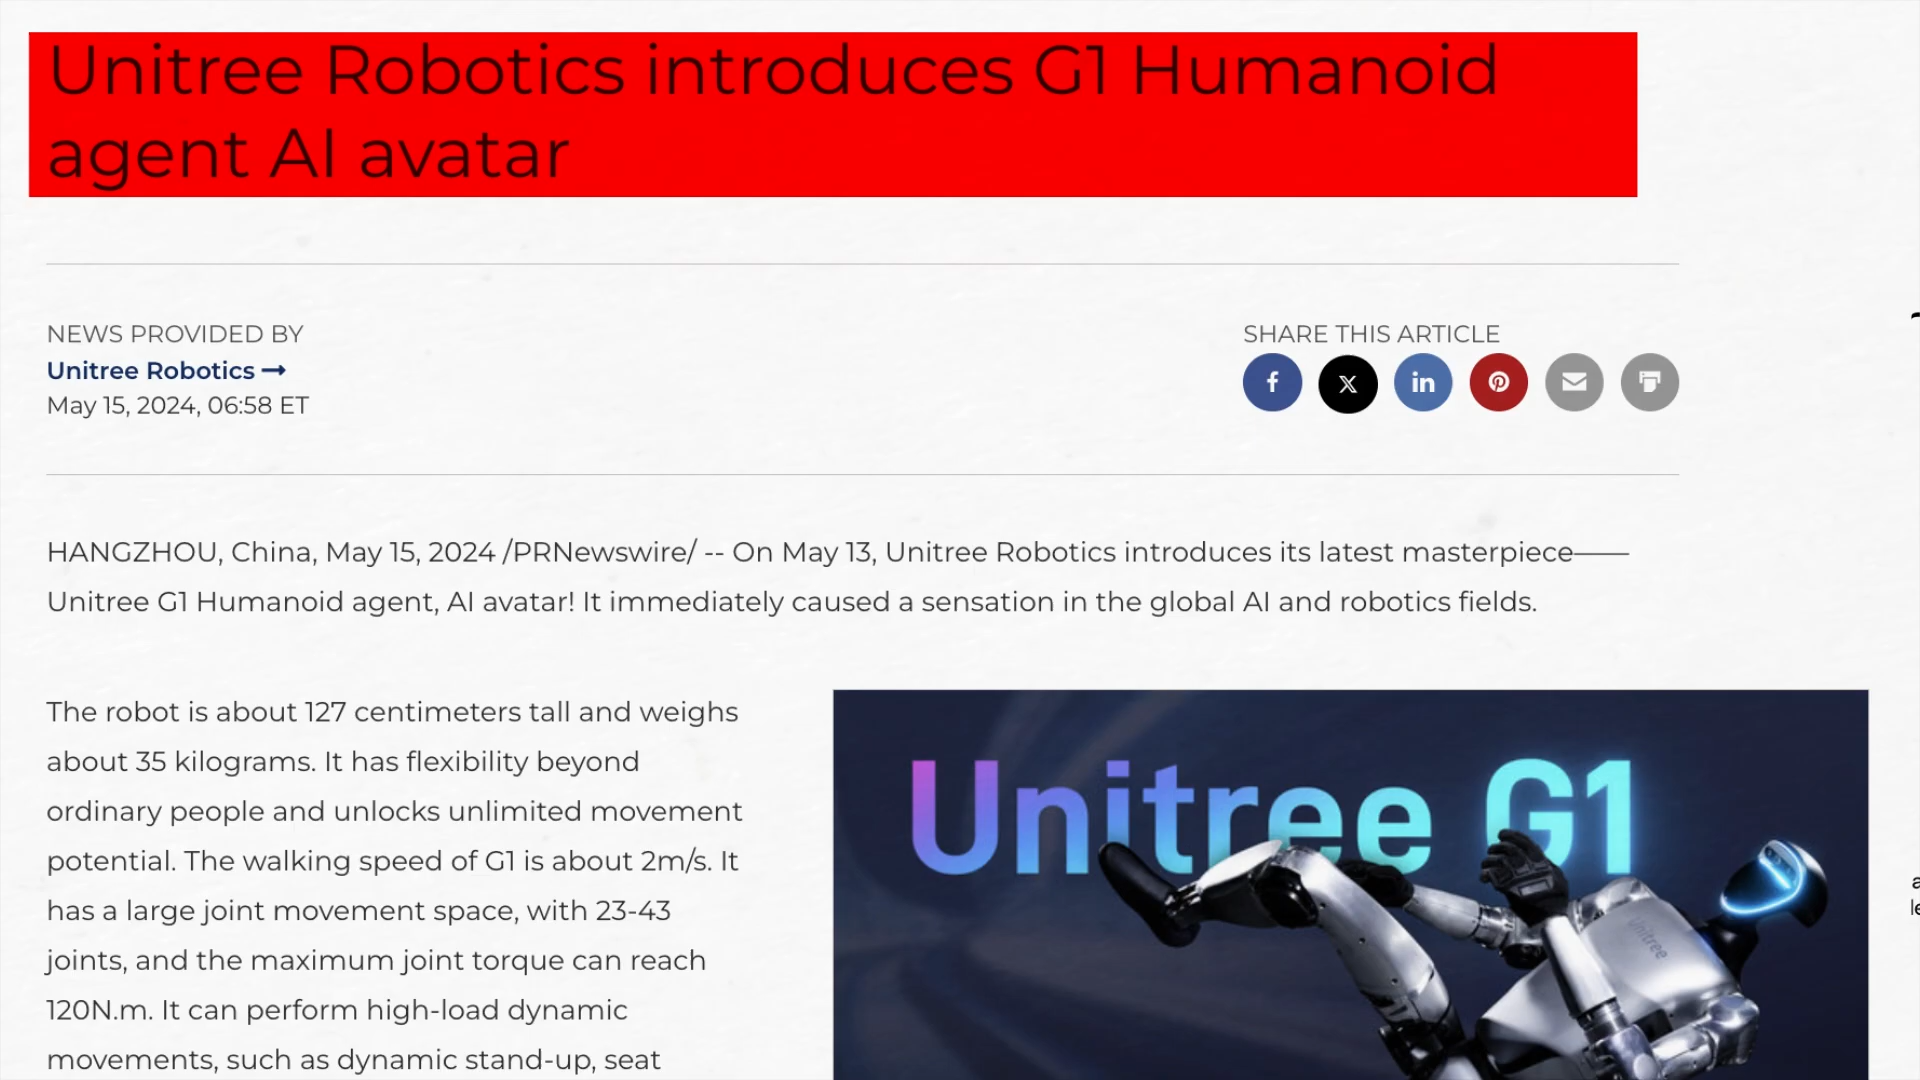 Unitree Robotics introduces G1 Humanoid
agent AI avatar
NEWS PROVIDED BY
Unitree Robotics
May 15, 2024, 06:58 ET
SHARE THIS ARTICLE
HANGZHOU, China, May 15, 2024 /PRNewswire/ -- On May 13, Unitree Robotics introduces its latest masterpiece——
Unitree G1 Humanoid agent, AI avatar! It immediately caused a sensation in the global AI and robotics fields.
The robot is about 127 centimeters tall and weighs
about 35 kilograms. It has flexibility beyond
ordinary people and unlocks unlimited movement
potential. The walking speed of G1 is about 2m/s. It
has a large joint movement space, with 23-43
joints, and the maximum joint torque can reach
120N.m. It can perform high-load dynamic
movements, such as dynamic stand-up, seat
Unitree G1
Unitree